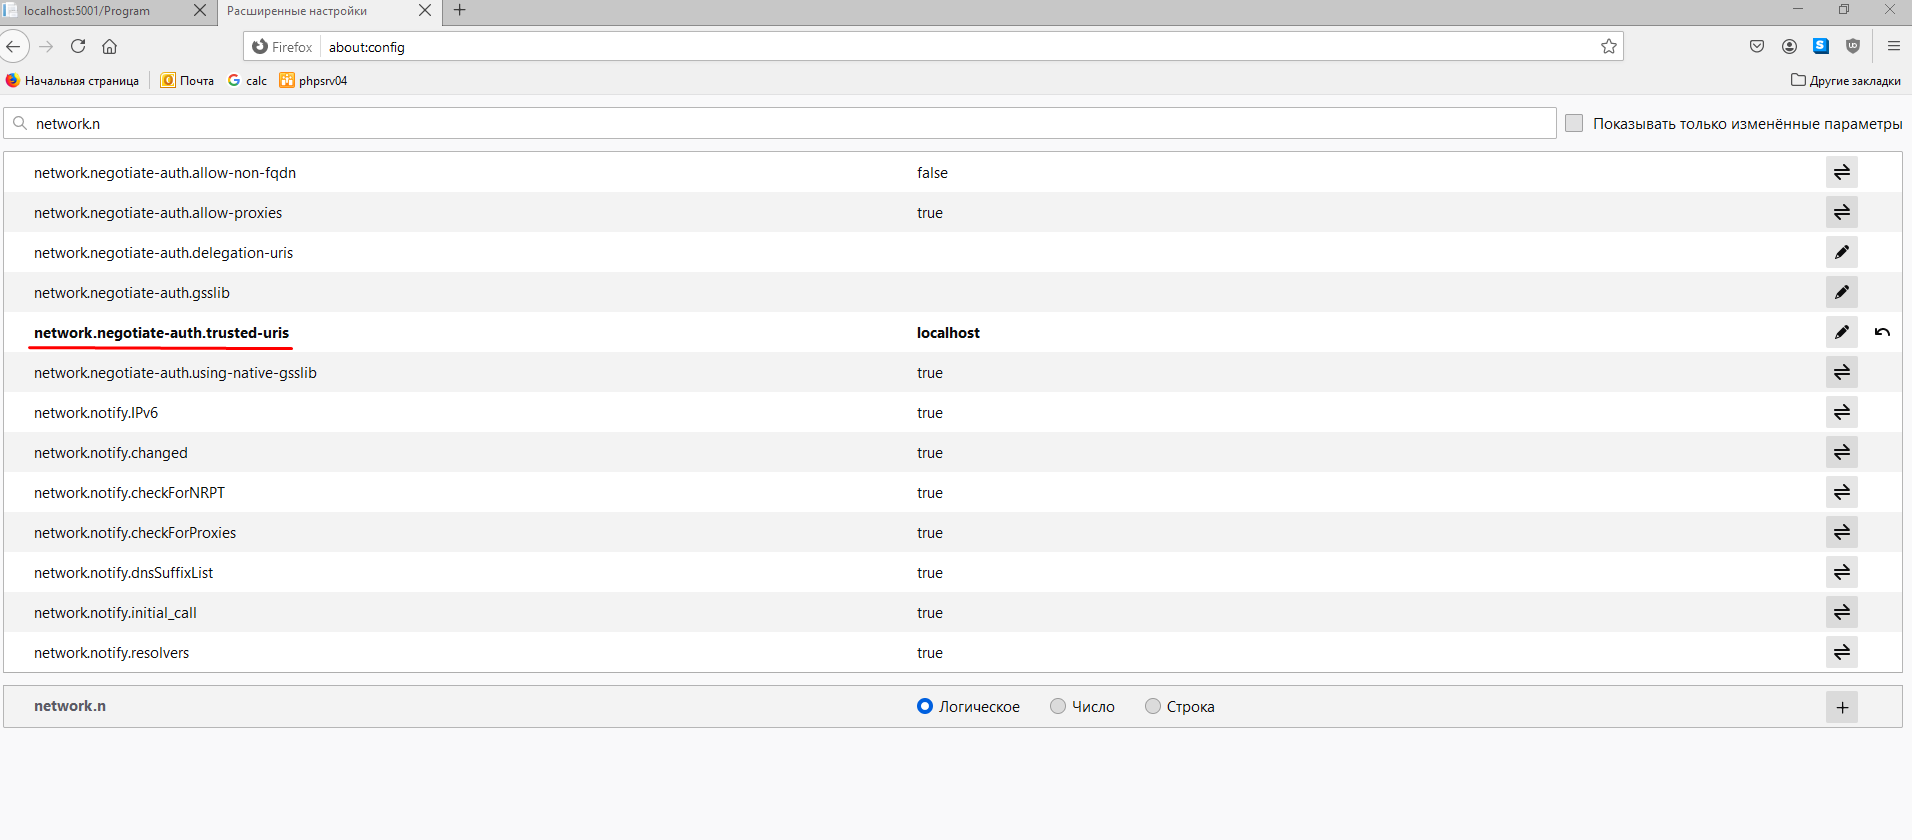 localhost:5001/Program
Расширенные настройки
Firefox about:config
Начальная страница Почта calc phpsrv04 Другие закладки
network.n Показывать только изменённые параметры
network.negotiate-auth.allow-non-fqdn false
network.negotiate-auth.allow-proxies true
network.negotiate-auth.delegation-uris
network.negotiate-auth.gsslib
network.negotiate-auth.trusted-uris localhost
network.negotiate-auth.using-native-gsslib true
network.notify.IPv6 true
network.notify.changed true
network.notify.checkForNRPT true
network.notify.checkForProxies true
network.notify.dnsSuffixList true
network.notify.initial_call true
network.notify.resolvers true
network.n Логическое Число Строка